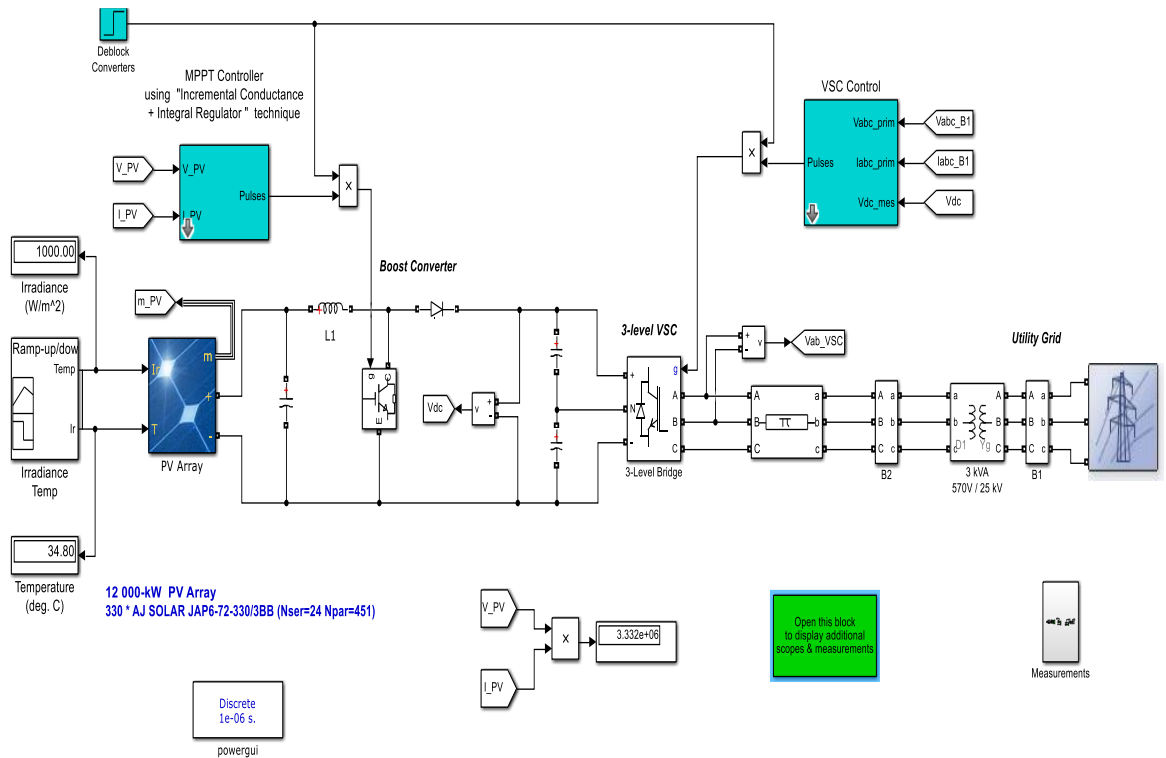 Deblock
Converters
MPPT Controller
using "Incremental Conductance
+ Integral Regulator " technique
V_PV
I_PV
V_PV
I_PV
Pulses
×
VSC Control
Vabc_prim
Iabc_prim
Vdc_mes
Pulses
Vabc_B1
Iabc_B1
Vdc
×
1000.00
Irradiance
(W/m^2)
Ramp-up/dow
Temp
Ir
Irradiance
Temp
34.80
Temperature
(deg. C)
m_PV
Ir
T
m
+
-
PV Array
Boost Converter
L1
g
C
E
Vdc
v
+
-
3-level VSC
g
+
N
-
A
B
C
3-Level Bridge
+
-
v
Vab_VSC
A
B
C
π
a
b
c
A
B
C
a
b
c
B2
A
B
C
D1
Yg
a
b
c
3 kVA
570V / 25 kV
A
B
C
a
b
c
B1
Utility Grid
12 000-kW PV Array
330 * AJ SOLAR JAP6-72-330/3BB (Nser=24 Npar=451)
V_PV
I_PV
×
3.332e+06
Open this block
to display additional
scopes & measurements
Measurements
Discrete
1e-06 s.
powergui